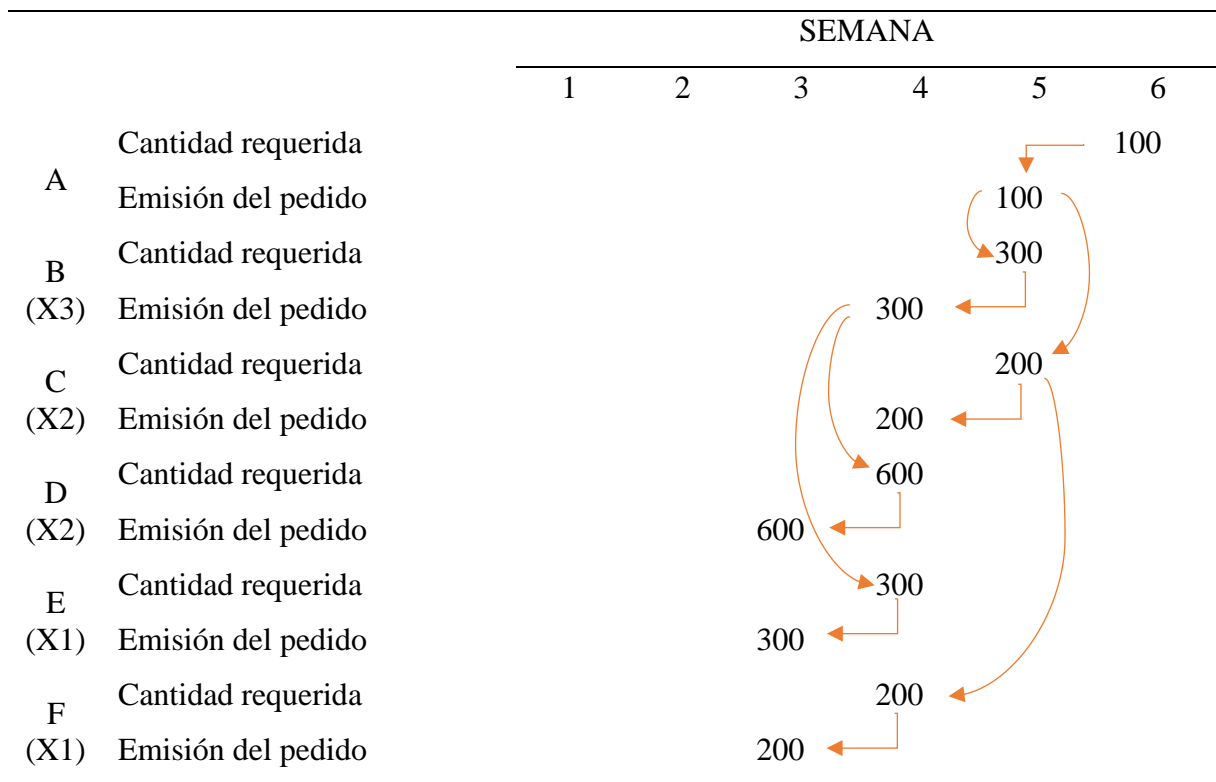 SEMANA
1 2 3 4 5 6
A
Cantidad requerida 100
Emisión del pedido 100
B
(X3)
Cantidad requerida 300
Emisión del pedido 300
C
(X2)
Cantidad requerida 200
Emisión del pedido 200
D
(X2)
Cantidad requerida 600
Emisión del pedido 600
E
(X1)
Cantidad requerida 300
Emisión del pedido 300
F
(X1)
Cantidad requerida 200
Emisión del pedido 200